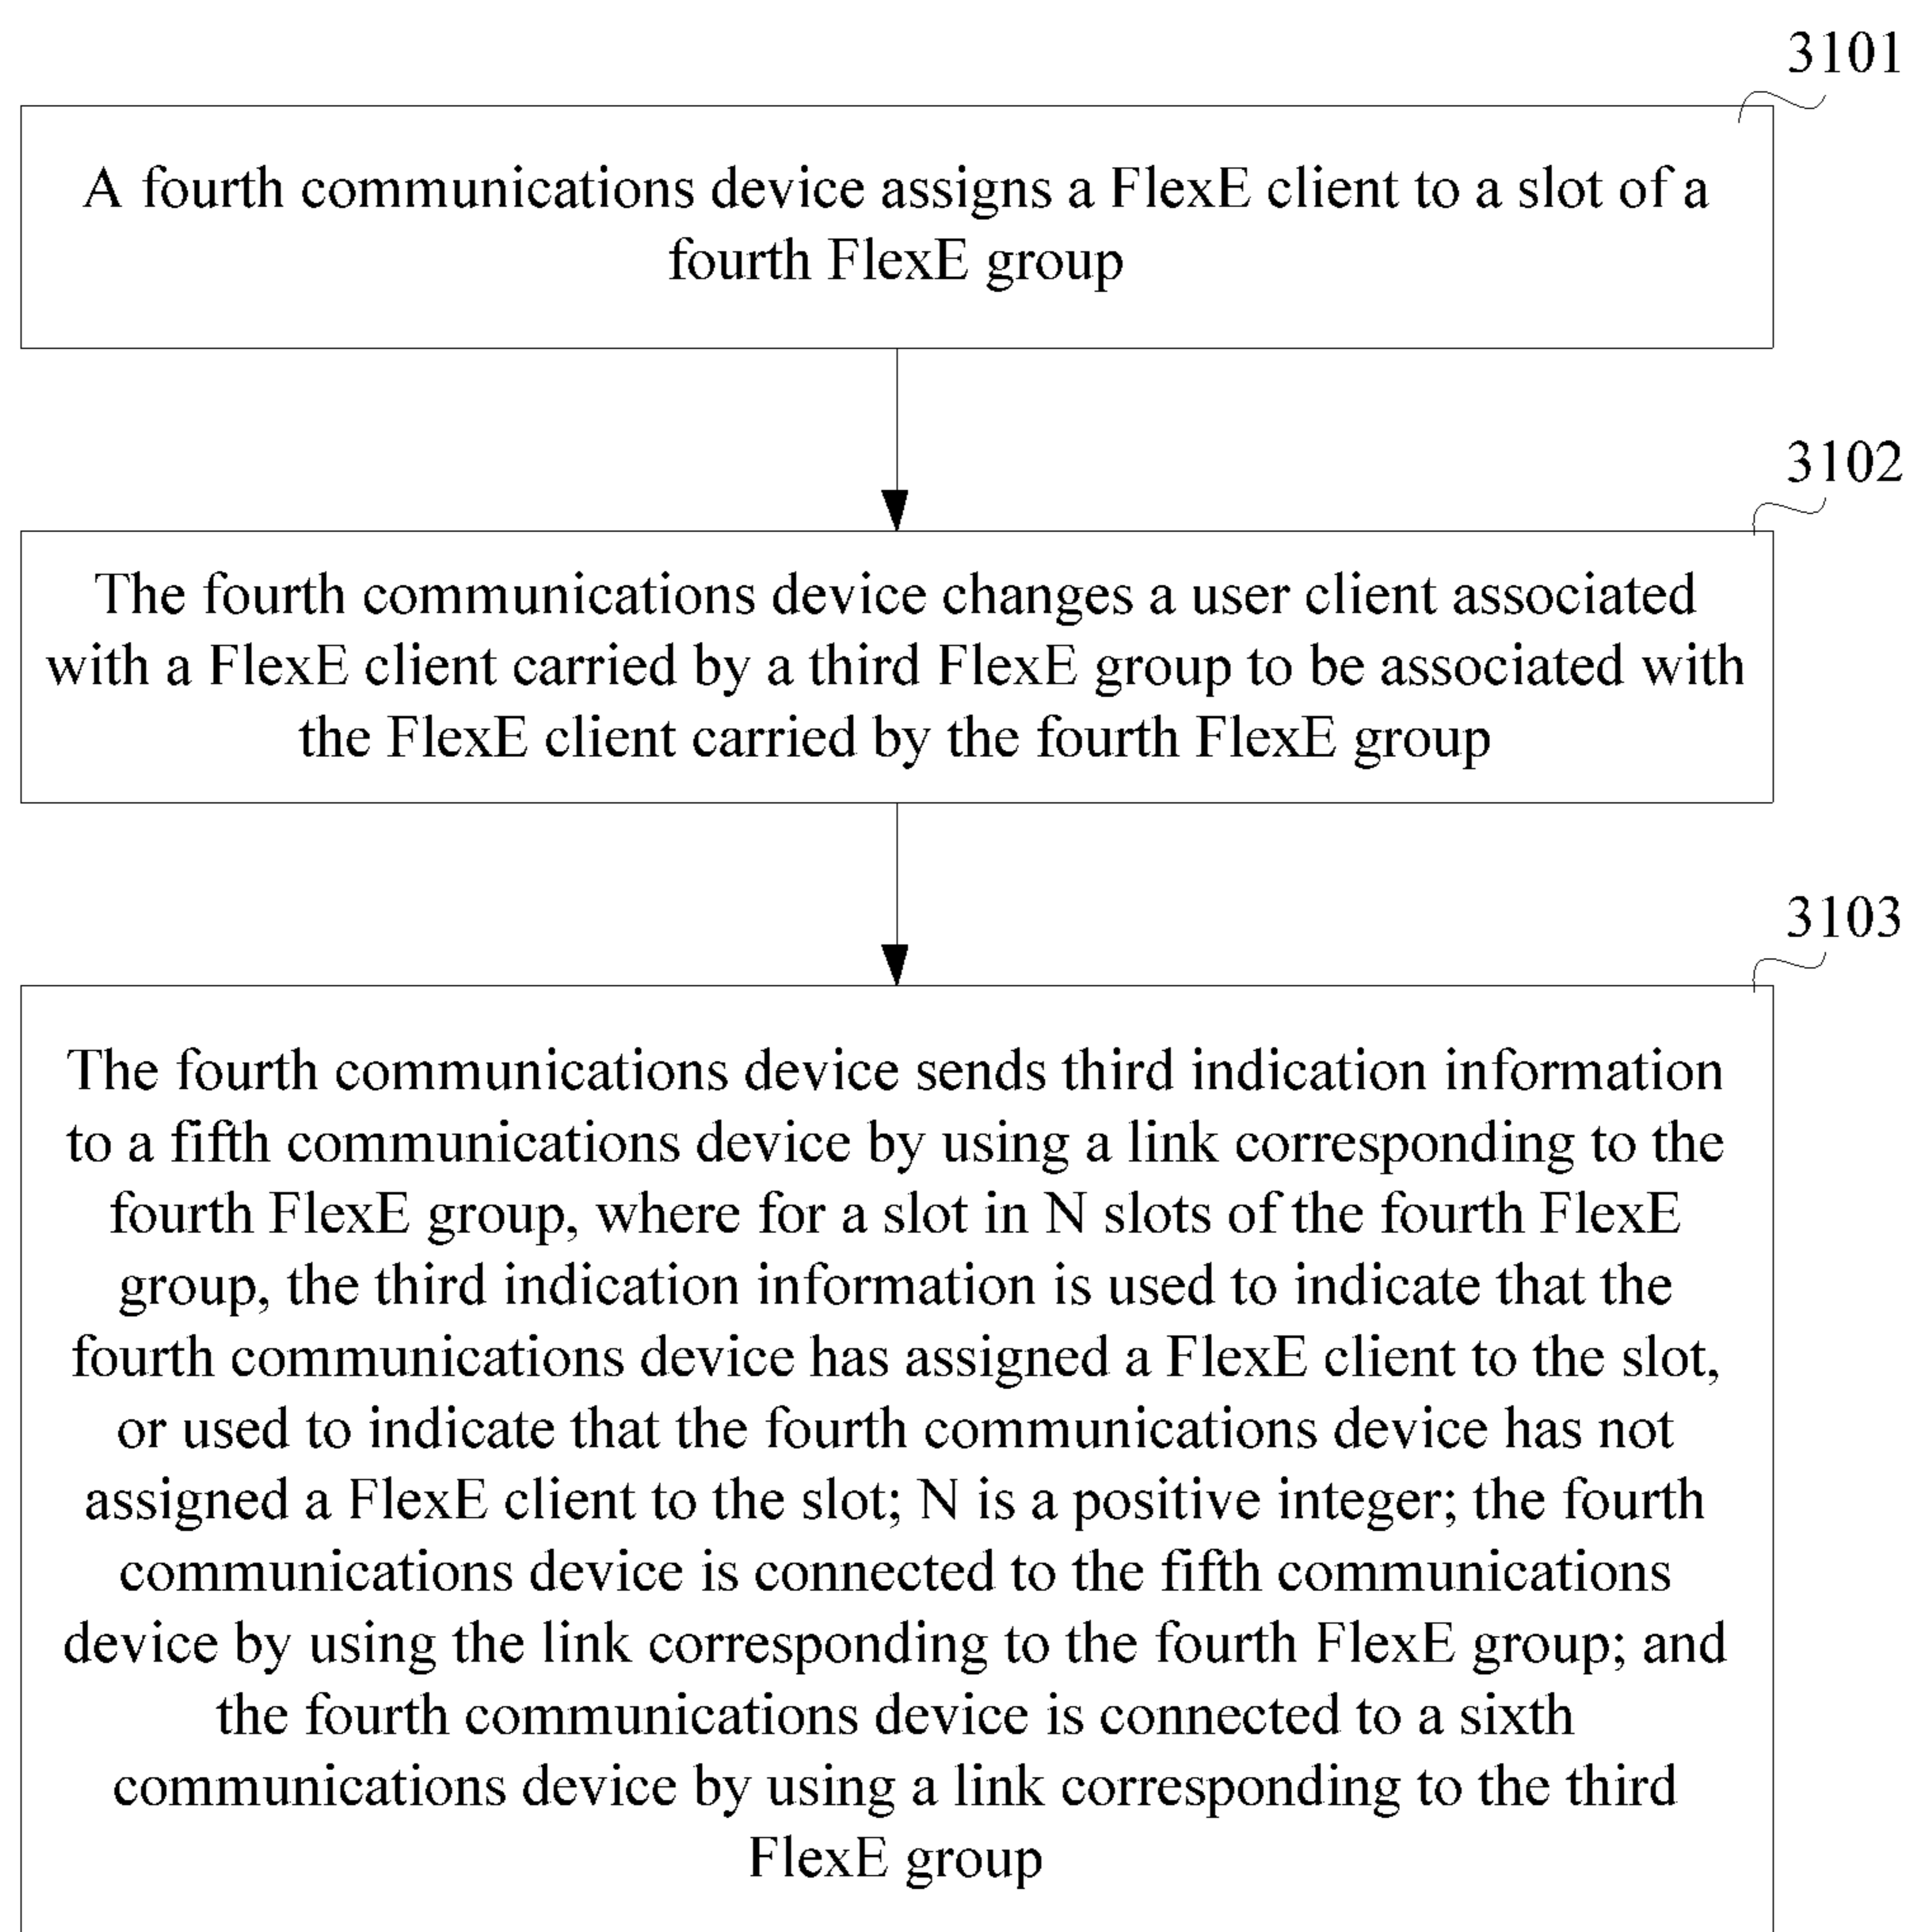 3101
A fourth communications device assigns a FlexE client to a slot of a
fourth FlexE group
3102
The fourth communications device changes a user client associated
with a FlexE client carried by a third FlexE group to be associated with
the FlexE client carried by the fourth FlexE group
3103
The fourth communications device sends third indication information
to a fifth communications device by using a link corresponding to the
fourth FlexE group, where for a slot in N slots of the fourth FlexE
group, the third indication information is used to indicate that the
fourth communications device has assigned a FlexE client to the slot,
or used to indicate that the fourth communications device has not
assigned a FlexE client to the slot; N is a positive integer; the fourth
communications device is connected to the fifth communications
device by using the link corresponding to the fourth FlexE group; and
the fourth communications device is connected to a sixth
communications device by using a link corresponding to the third
FlexE group